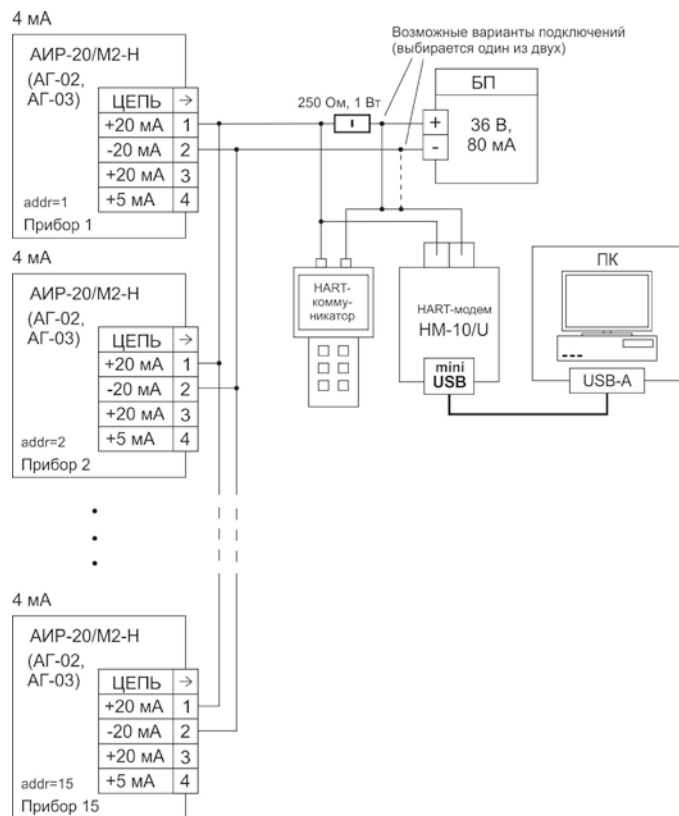 4 мА
АИР-20/М2-Н
(АГ-02,
АГ-03)
ЦЕПЬ →
+20 мА 1
-20 мА 2
+20 мА 3
+5 мА 4
addr=1
Прибор 1
Возможные варианты подключений
(выбирается один из двух)
250 Ом, 1 Вт
БП
+
-
36 В,
80 мА
HART-
комму-
никатор
HART-модем
НМ-10/U
mini
USB
ПК
USB-A
4 мА
АИР-20/М2-Н
(АГ-02,
АГ-03)
ЦЕПЬ →
+20 мА 1
-20 мА 2
+20 мА 3
+5 мА 4
addr=2
Прибор 2
4 мА
АИР-20/М2-Н
(АГ-02,
АГ-03)
ЦЕПЬ →
+20 мА 1
-20 мА 2
+20 мА 3
+5 мА 4
addr=15
Прибор 15